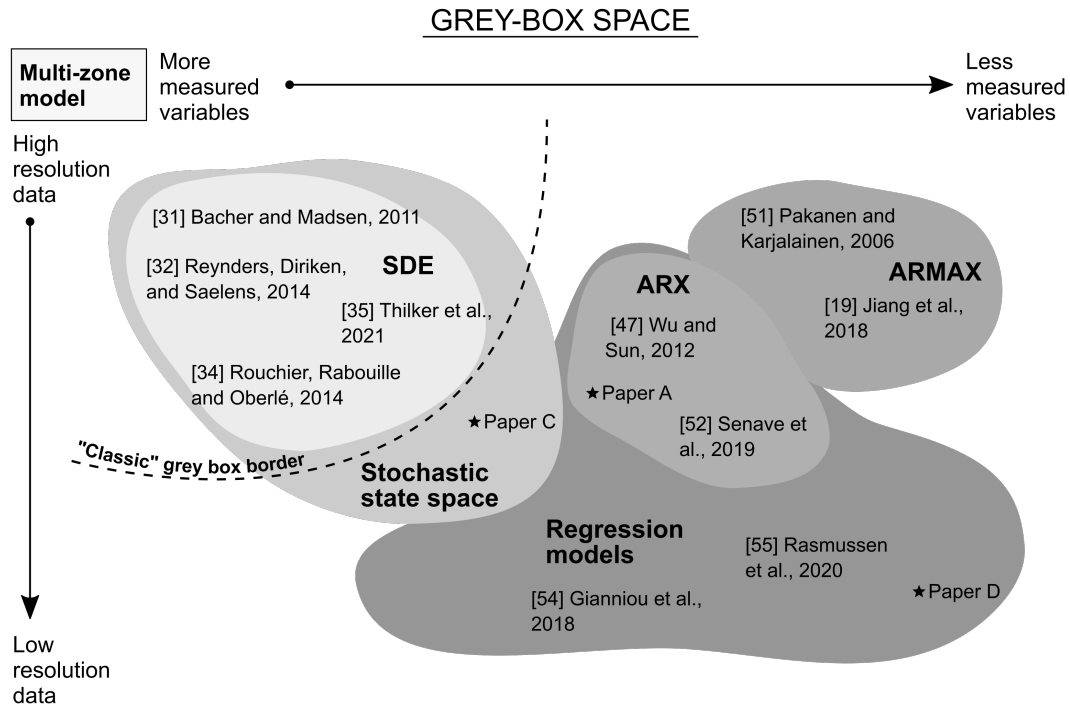 GREY-BOX SPACE
Multi-zone
model
More
measured
variables
Less
measured
variables
High
resolution
data
[31] Bacher and Madsen, 2011
SDE
[32] Reynders, Diriken,
and Saelens, 2014
[35] Thilker et al.,
2021
[34] Rouchier, Rabouille
and Oberlé, 2014
"Classic" grey box border
★ Paper C
Stochastic
state space
[51] Pakanen and
Karjalainen, 2006
ARMAX
[19] Jiang et al.,
2018
ARX
[47] Wu and
Sun, 2012
★ Paper A
[52] Senave et
al., 2019
Regression
models
[55] Rasmussen
et al., 2020
★ Paper D
[54] Gianniou et al.,
2018
Low
resolution
data